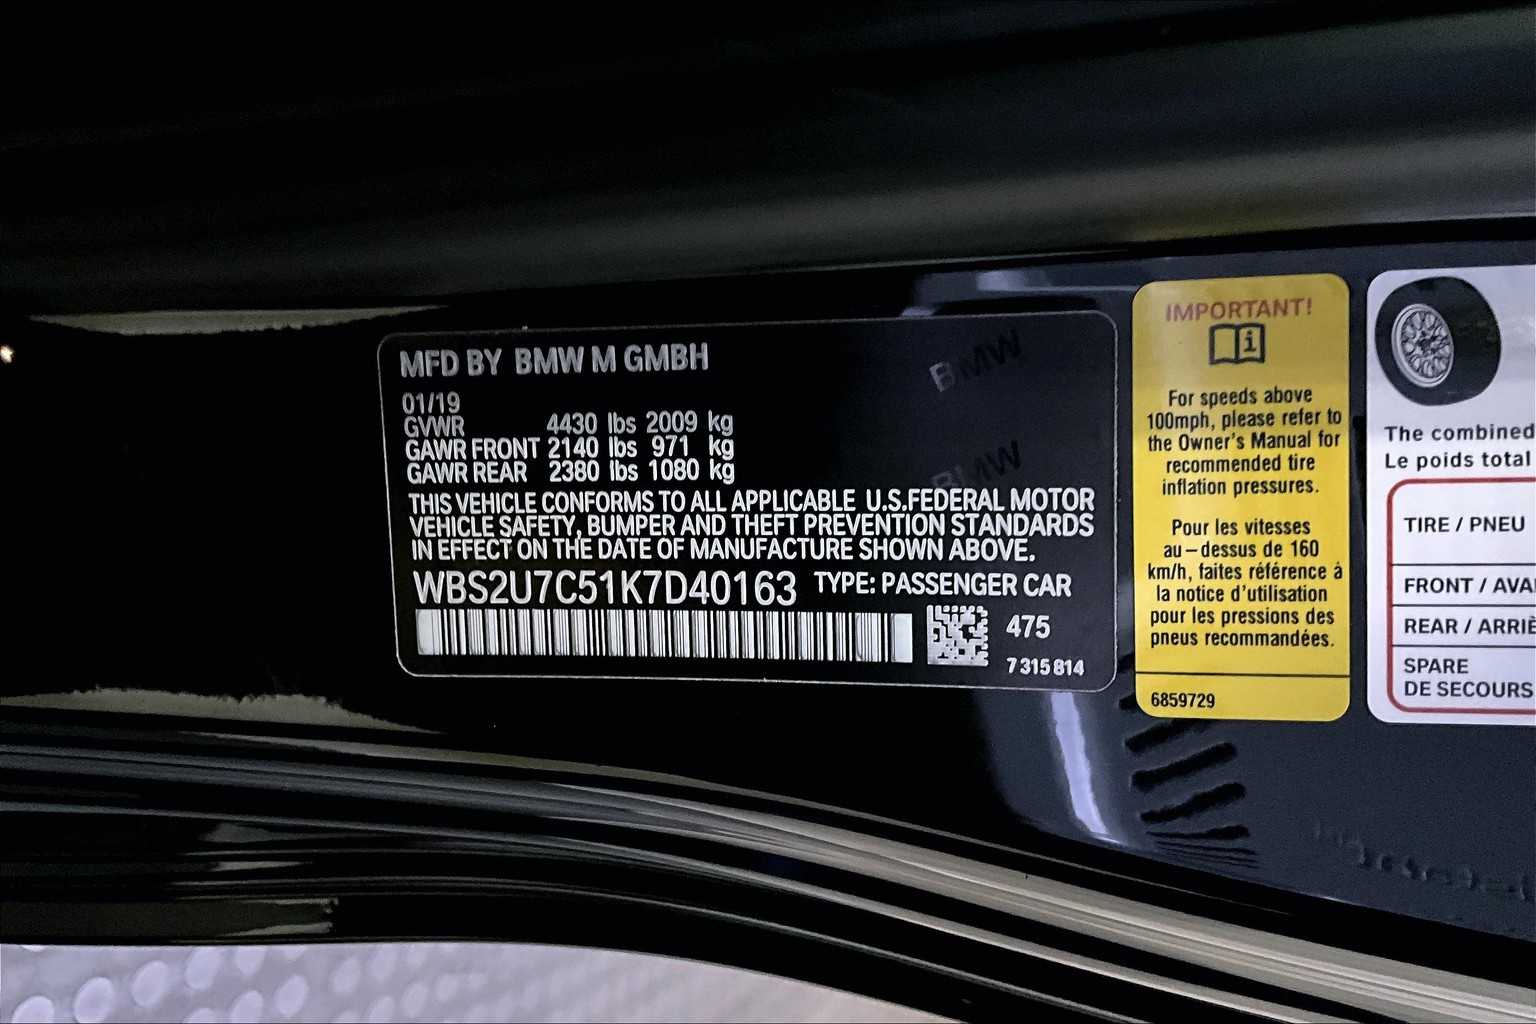 MFD BY BMW M GMBH
01/19
GVWR 4430 lbs 2009 kg
GAWR FRONT 2140 lbs 971 kg
GAWR REAR 2380 lbs 1080 kg
THIS VEHICLE CONFORMS TO ALL APPLICABLE U.S.FEDERAL MOTOR
VEHICLE SAFETY, BUMPER AND THEFT PREVENTION STANDARDS
IN EFFECT ON THE DATE OF MANUFACTURE SHOWN ABOVE.
WBS2U7C51K7D40163 TYPE: PASSENGER CAR
475
7 315 814
BMW
BMW
IMPORTANT!
For speeds above
100mph, please refer to
the Owner's Manual for
recommended tire
inflation pressures.
Pour les vitesses
au-dessus de 160
km/h, faites référence à
la notice d'utilisation
pour les pressions des
pneus recommandées.
6859729
The combined
Le poids total
TIRE / PNEU
FRONT / AVA
REAR / ARRIÈ
SPARE
DE SECOURS